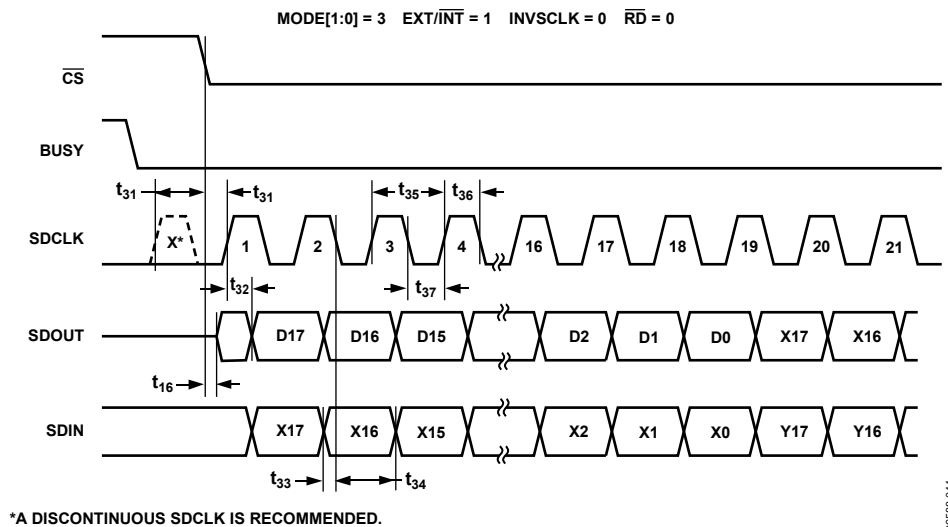 MODE[1:0] = 3 EXT/INT = 1 INVSCLK = 0 RD = 0
CS
BUSY
t31 t31 t35 t36
SDCLK X* 1 2 3 4 16 17 18 19 20 21
t32 t37
SDOUT D17 D16 D15 D2 D1 D0 X17 X16
t16
SDIN X17 X16 X15 X2 X1 X0 Y17 Y16
t33 t34
*A DISCONTINUOUS SDCLK IS RECOMMENDED.